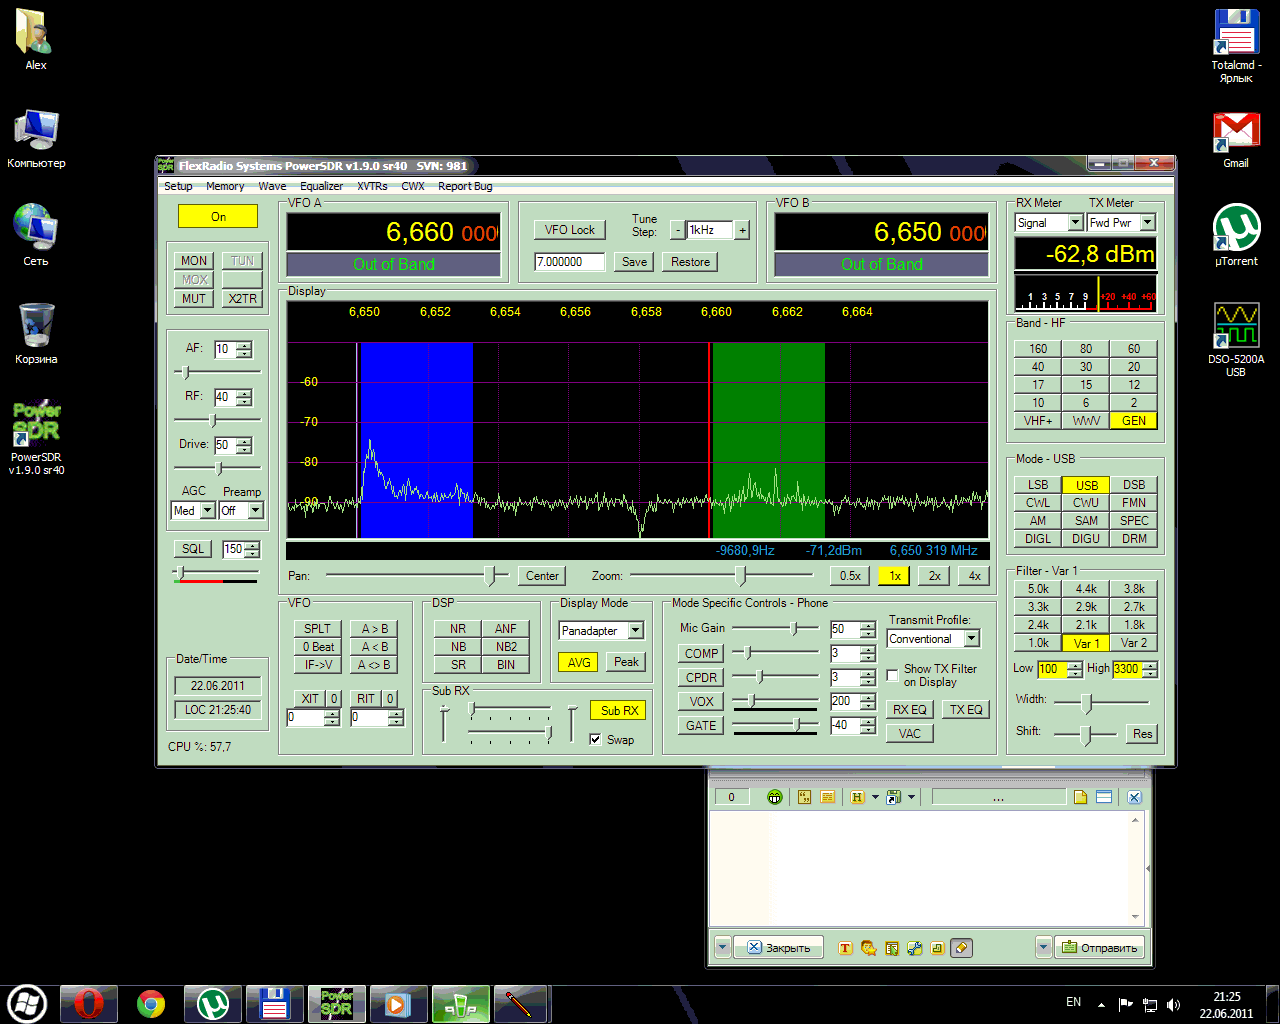 Alex
Компьютер
Сеть
Корзина
PowerSDR
v1.9.0 sr40
Totalcmd -
Ярлык
Gmail
µTorrent
DSO-5200A
USB
FlexRadio Systems PowerSDR v1.9.0 sr40 SVN: 981
Setup Memory Wave Equalizer XVTRs CWX Report Bug
On
MON TUN
MOX
MUT X2TR
AF: 10
RF: 40
Drive: 50
AGC Preamp
Med Off
SQL 150
Date/Time
22.06.2011
LOC 21:25:40
CPU %: 57,7
VFO A
6,660 000
Out of Band
VFO Lock
Tune
Step: - 1kHz +
7.000000 Save Restore
VFO B
6,650 000
Out of Band
RX Meter TX Meter
Signal Fwd Pwr
-62,8 dBm
1 3 5 7 9 +20 +40 +60
Display
6,650 6,652 6,654 6,656 6,658 6,660 6,662 6,664
-60
-70
-80
-90
-9680,9Hz -71,2dBm 6,650 319 MHz
Pan: Center Zoom: 0.5x 1x 2x 4x
Band - HF
160 80 60
40 30 20
17 15 12
10 6 2
VHF+ WWV GEN
Mode - USB
LSB USB DSB
CWL CWU FMN
AM SAM SPEC
DIGL DIGU DRM
Filter - Var 1
5.0k 4.4k 3.8k
3.3k 2.9k 2.7k
2.4k 2.1k 1.8k
1.0k Var 1 Var 2
Low 100 High 3300
Width:
Shift: Res
VFO
SPLT A > B
0 Beat A < B
IF->V A <> B
XIT 0 RIT 0
0 0
DSP
NR ANF
NB NB2
SR BIN
Display Mode
Panadapter
AVG Peak
Sub RX
Sub RX
Swap
Mode Specific Controls - Phone
Mic Gain 50
COMP 3
CPDR 3
VOX 200
GATE -40
Transmit Profile:
Conventional
Show TX Filter
on Display
RX EQ TX EQ
VAC
0 ...
Закрыть Отправить
EN
21:25
22.06.2011